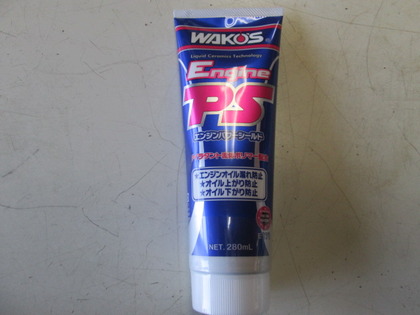 WAKO'S
Liquid Ceramics Technology
Engine
PS
エンジンパワーシールド
★エンジンオイル漏れ防止
★オイル上がり防止
★オイル下がり防止
NET. 280mL